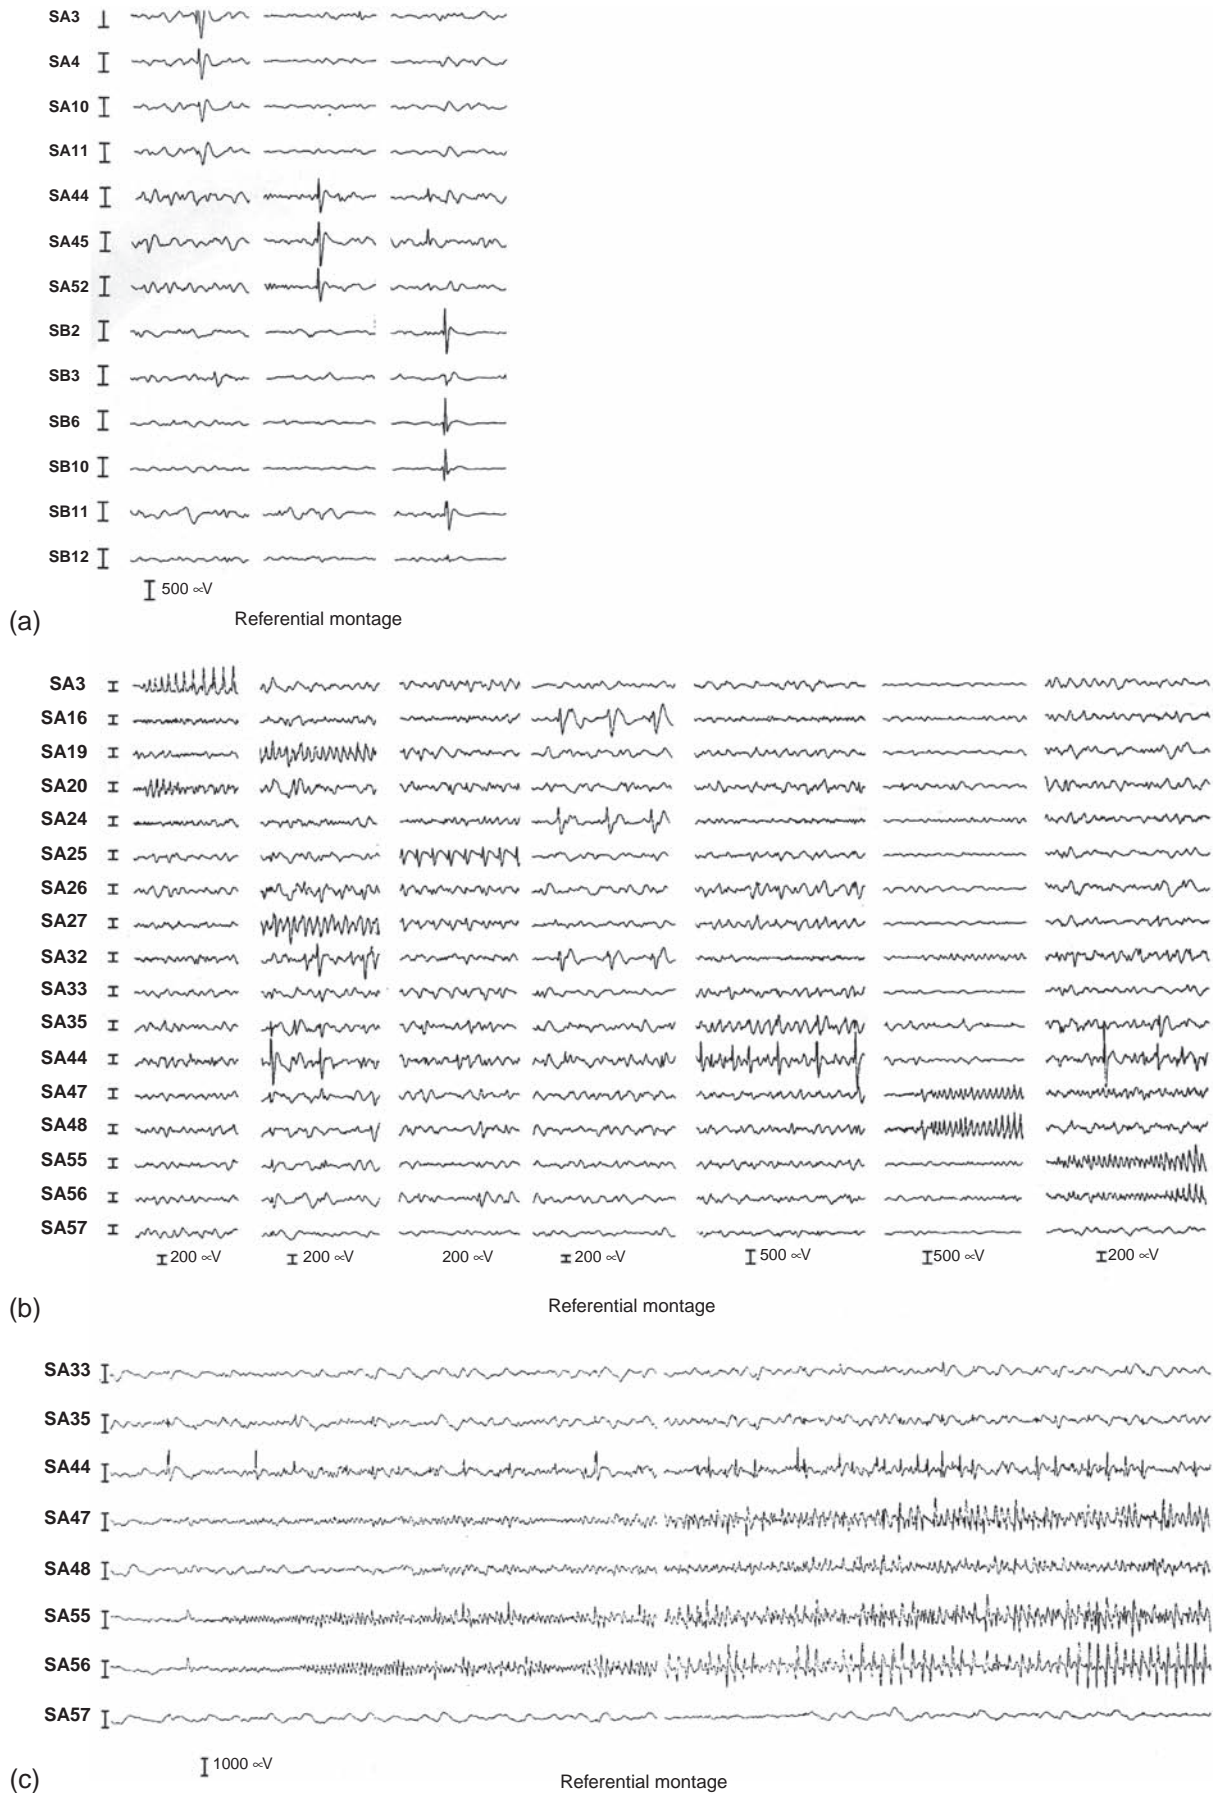 SA3
SA4
SA10
SA11
SA44
SA45
SA52
SB2
SB3
SB6
SB10
SB11
SB12
500 ∝V
(a)
Referential montage
SA3
SA16
SA19
SA20
SA24
SA25
SA26
SA27
SA32
SA33
SA35
SA44
SA47
SA48
SA55
SA56
SA57
200 ∝V 200 ∝V 200 ∝V 200 ∝V 500 ∝V 500 ∝V 200 ∝V
(b)
Referential montage
SA33
SA35
SA44
SA47
SA48
SA55
SA56
SA57
1000 ∝V
(c)
Referential montage